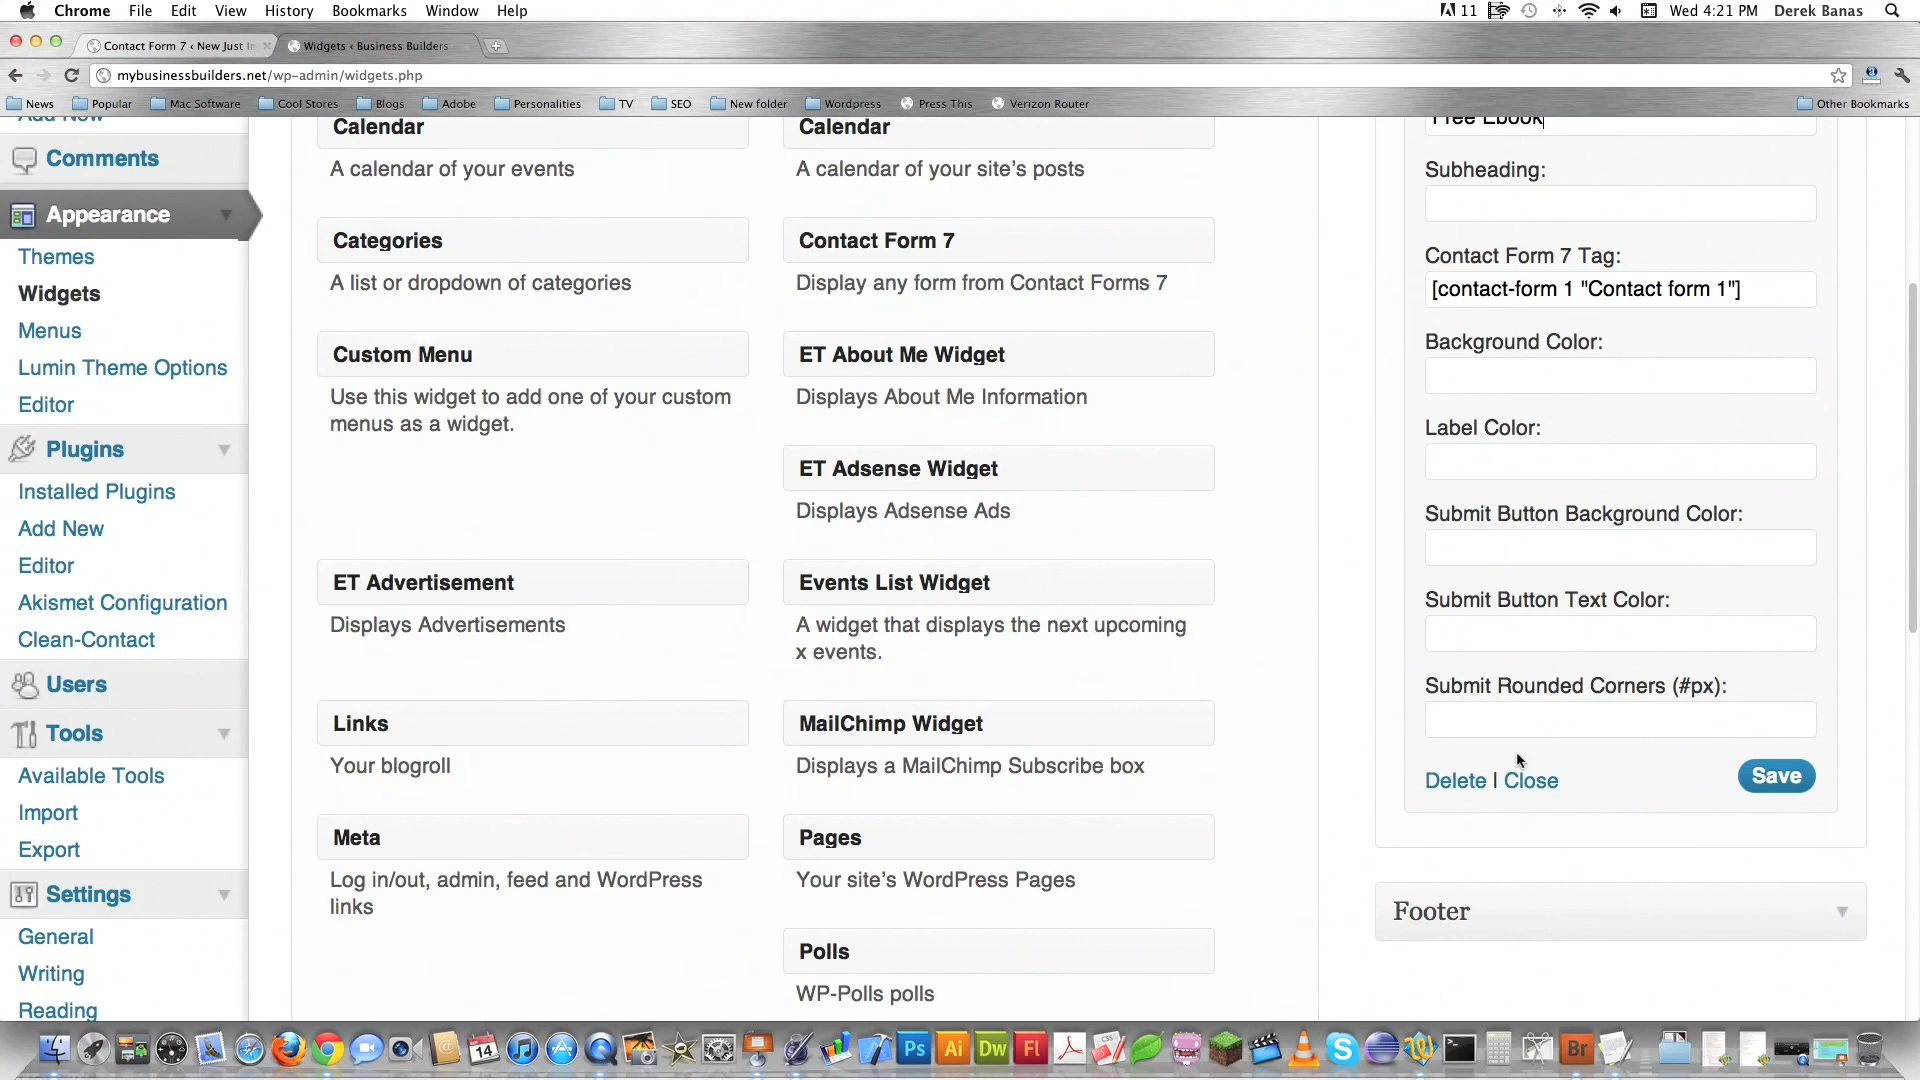 Chrome File Edit View History Bookmarks Window Help
11 Wed 4:21 PM Derek Banas
Contact Form 7 ‹ New Just In
Widgets ‹ Business Builders
mybusinessbuilders.net/wp-admin/widgets.php
News Popular Mac Software Cool Stores Blogs Adobe Personalities TV SEO New folder Wordpress Press This Verizon Router Other Bookmarks
Add New
Comments
Appearance
Themes
Widgets
Menus
Lumin Theme Options
Editor
Plugins
Installed Plugins
Add New
Editor
Akismet Configuration
Clean-Contact
Users
Tools
Available Tools
Import
Export
Settings
General
Writing
Reading
Calendar
A calendar of your events
Calendar
A calendar of your site's posts
Categories
A list or dropdown of categories
Contact Form 7
Display any form from Contact Forms 7
Custom Menu
Use this widget to add one of your custom
menus as a widget.
ET About Me Widget
Displays About Me Information
ET Adsense Widget
Displays Adsense Ads
ET Advertisement
Displays Advertisements
Events List Widget
A widget that displays the next upcoming
x events.
Links
Your blogroll
MailChimp Widget
Displays a MailChimp Subscribe box
Meta
Log in/out, admin, feed and WordPress
links
Pages
Your site's WordPress Pages
Polls
WP-Polls polls
Free Ebook
Subheading:
Contact Form 7 Tag:
[contact-form 1 "Contact form 1"]
Background Color:
Label Color:
Submit Button Background Color:
Submit Button Text Color:
Submit Rounded Corners (#px):
Delete | Close
Save
Footer
14 Ps Ai Dw Fl Br